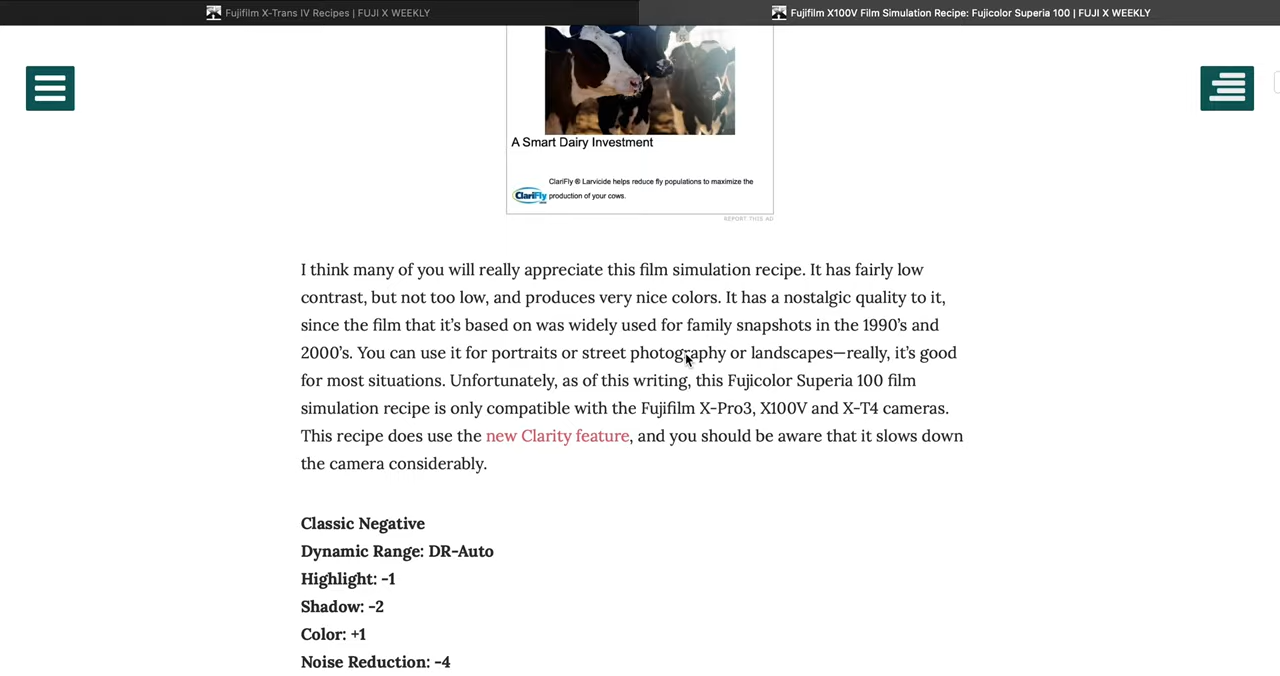 Fujifilm X-Trans IV Recipes | FUJI X WEEKLY
Fujifilm X100V Film Simulation Recipe: Fujicolor Superia 100 | FUJI X WEEKLY
A Smart Dairy Investment
ClariFly ® Larvicide helps reduce fly populations to maximize the
ClariFly production of your cows.
REPORT THIS AD
I think many of you will really appreciate this film simulation recipe. It has fairly low
contrast, but not too low, and produces very nice colors. It has a nostalgic quality to it,
since the film that it's based on was widely used for family snapshots in the 1990's and
2000's. You can use it for portraits or street photography or landscapes—really, it's good
for most situations. Unfortunately, as of this writing, this Fujicolor Superia 100 film
simulation recipe is only compatible with the Fujifilm X-Pro3, X100V and X-T4 cameras.
This recipe does use the new Clarity feature, and you should be aware that it slows down
the camera considerably.
Classic Negative
Dynamic Range: DR-Auto
Highlight: -1
Shadow: -2
Color: +1
Noise Reduction: -4